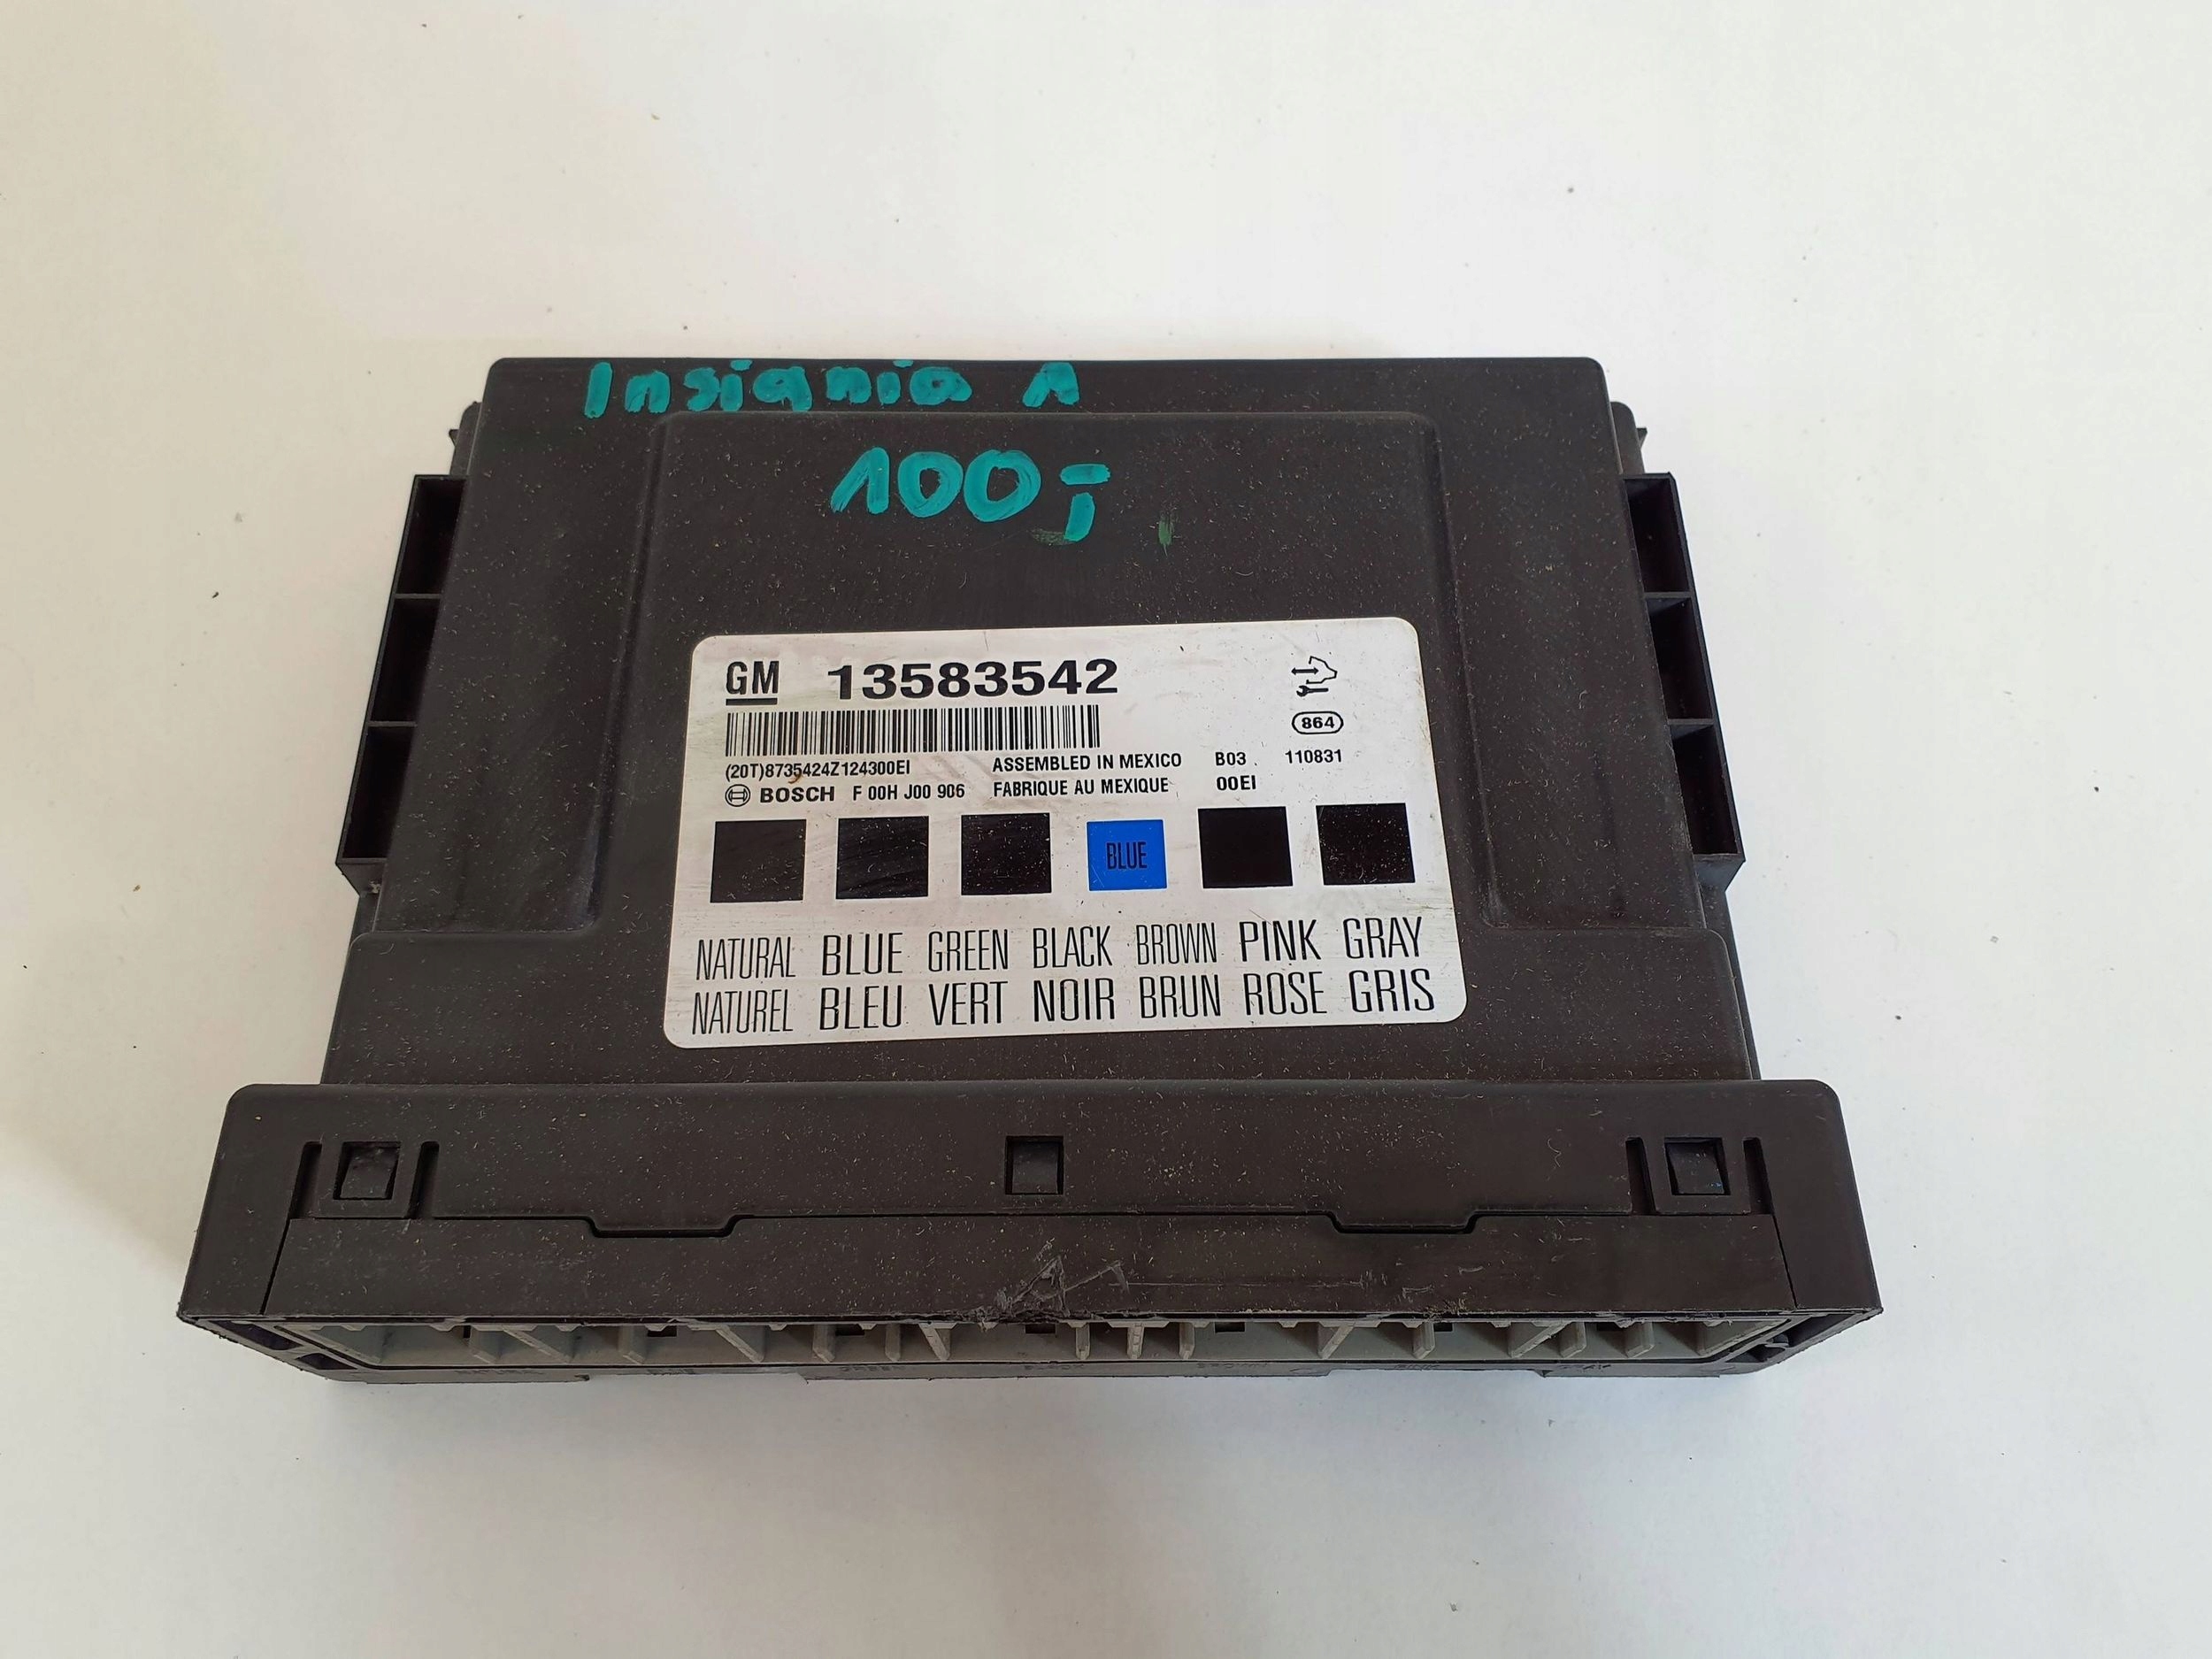 Insignia A
100,-
GM 13583542
864
(20T)8735424Z124300EI ASSEMBLED IN MEXICO B03 110831
BOSCH F 00H J00 906 FABRIQUE AU MEXIQUE 00EI
BLUE
NATURAL BLUE GREEN BLACK BROWN PINK GRAY
NATUREL BLEU VERT NOIR BRUN ROSE GRIS